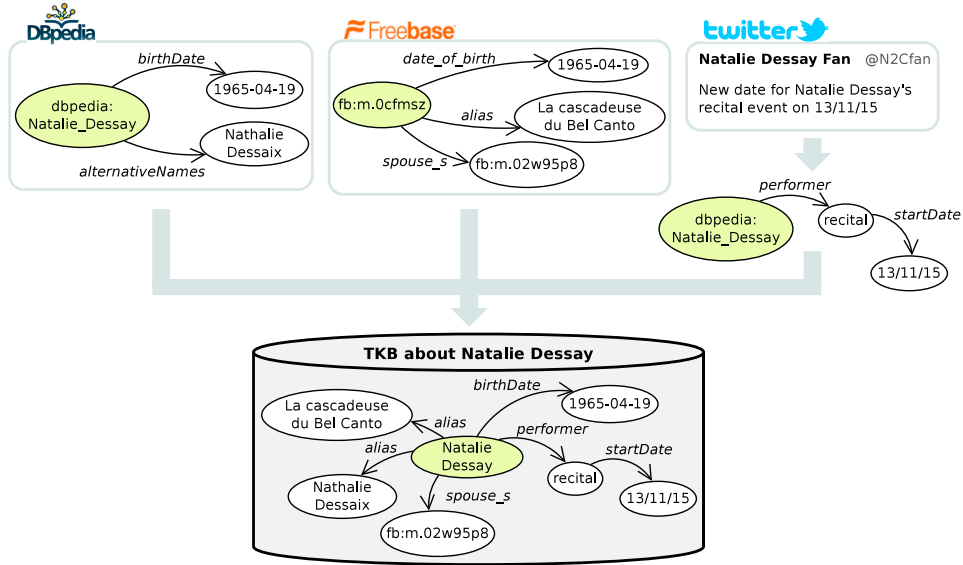 DBpedia
birthDate
1965-04-19
dbpedia:
Natalie_Dessay
Nathalie
Dessaix
alternativeNames
Freebase
date_of_birth
1965-04-19
fb:m.0cfmsz
alias
La cascadeuse
du Bel Canto
spouse_s
fb:m.02w95p8
twitter
Natalie Dessay Fan @N2Cfan
New date for Natalie Dessay's
recital event on 13/11/15
performer
dbpedia:
Natalie_Dessay
recital
startDate
13/11/15
TKB about Natalie Dessay
birthDate
1965-04-19
La cascadeuse
du Bel Canto
alias
performer
alias
Natalie
Dessay
startDate
recital
Nathalie
Dessaix
spouse_s
13/11/15
fb:m.02w95p8